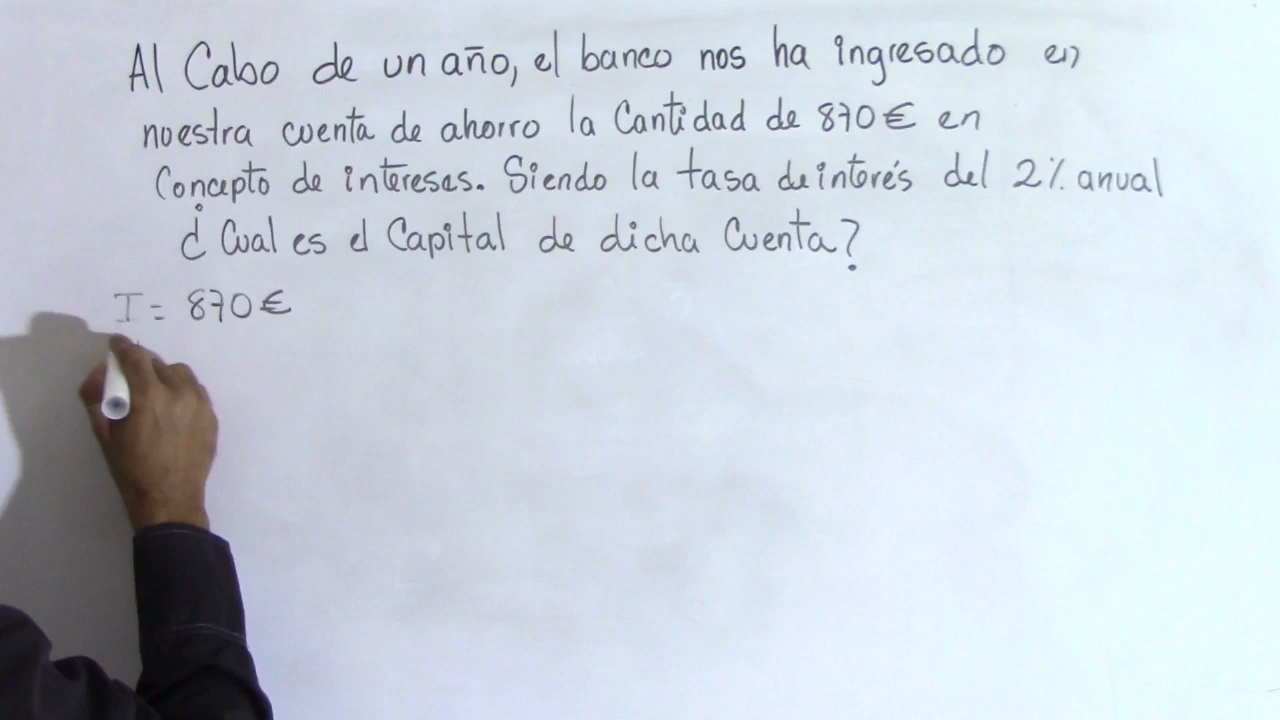 Al Cabo de un año, el banco nos ha ingresado en
nuestra cuenta de ahorro la Cantidad de 870€ en
Concepto de intereses. Siendo la tasa de interés del 2% anual
¿Cual es el Capital de dicha Cuenta?
I = 870€